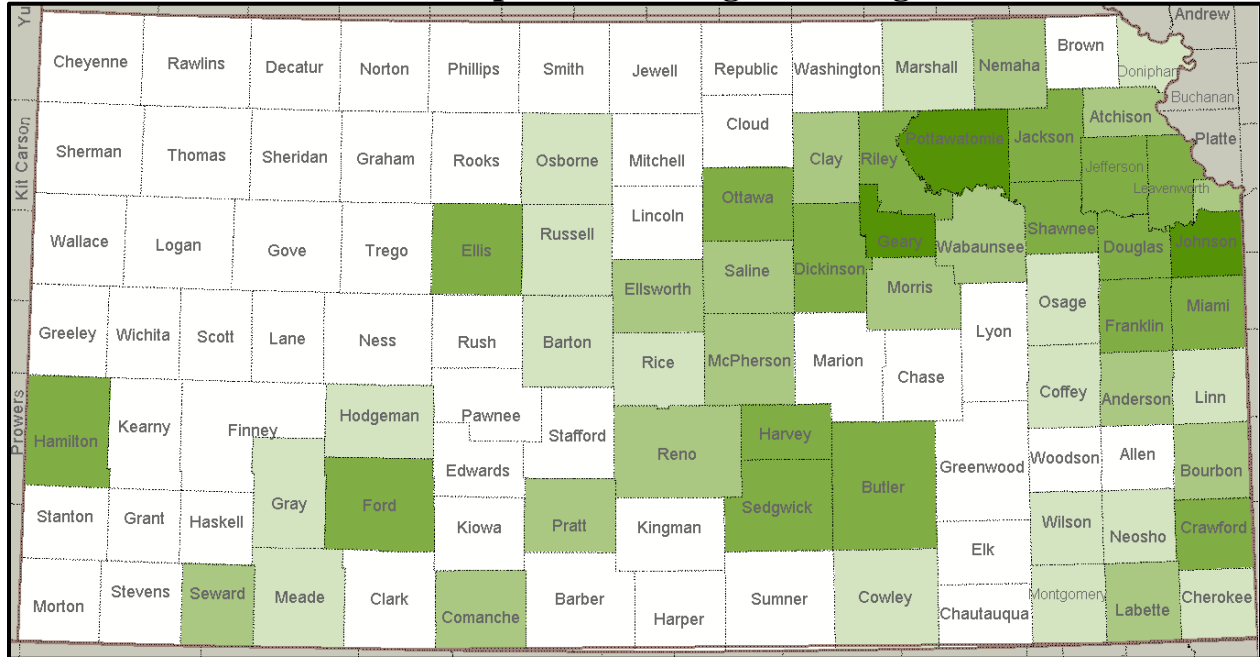 Yu
Andrew
Cheyenne
Rawlins
Decatur
Norton
Phillips
Smith
Jewell
Republic
Washington
Marshall
Nemaha
Brown
Doniphan
Buchanan
Kit Carson
Sherman
Thomas
Sheridan
Graham
Rooks
Osborne
Mitchell
Cloud
Clay
Riley
Pottawatomie
Jackson
Atchison
Platte
Jefferson
Leavenworth
Wallace
Logan
Gove
Trego
Ellis
Russell
Lincoln
Ottawa
Saline
Dickinson
Geary
Wabaunsee
Shawnee
Douglas
Johnson
Ellsworth
Morris
Osage
Franklin
Miami
Greeley
Wichita
Scott
Lane
Ness
Rush
Barton
Rice
McPherson
Marion
Chase
Lyon
Coffey
Anderson
Linn
Prowers
Hamilton
Kearny
Finney
Hodgeman
Pawnee
Stafford
Edwards
Reno
Harvey
Sedgwick
Butler
Greenwood
Woodson
Allen
Bourbon
Stanton
Grant
Haskell
Gray
Ford
Kiowa
Pratt
Kingman
Elk
Wilson
Neosho
Crawford
Morton
Stevens
Seward
Meade
Clark
Comanche
Barber
Harper
Sumner
Cowley
Chautauqua
Montgomery
Labette
Cherokee